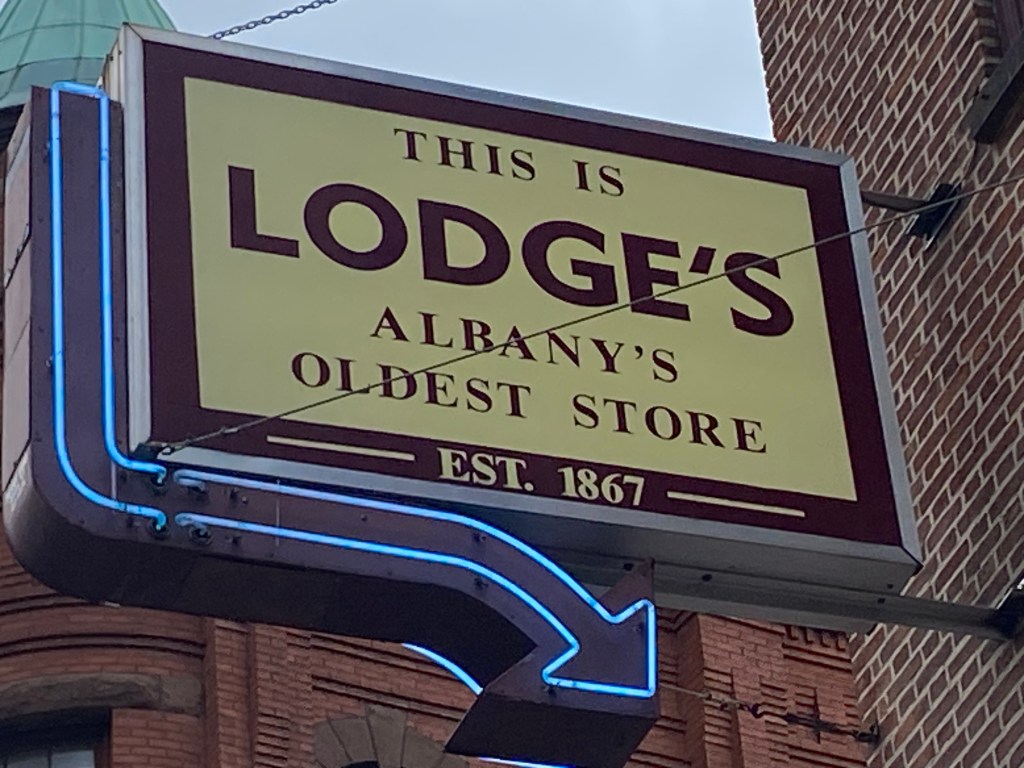 THIS IS
LODGE'S
ALBANY'S
OLDEST STORE
EST. 1867